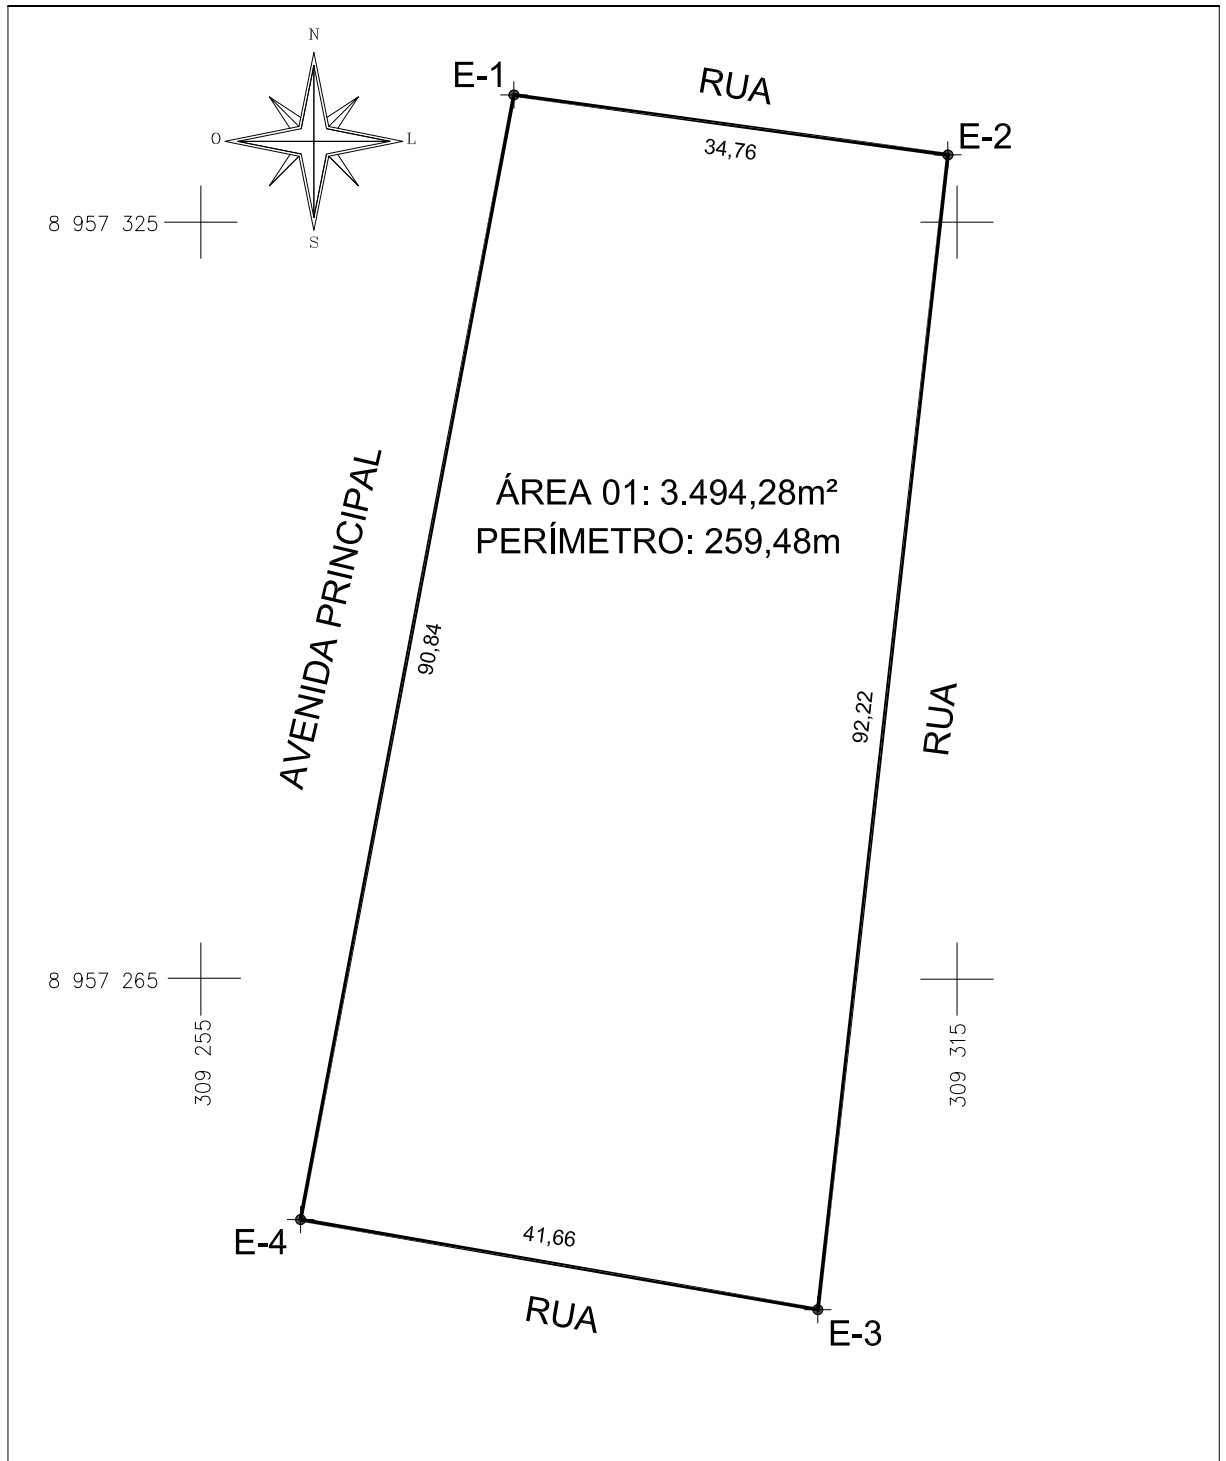 N
E-1
RUA
O
L
34,76
E-2
8 957 325
S
AVENIDA PRINCIPAL
ÁREA 01: 3.494,28m²
PERÍMETRO: 259,48m
90,84
92,22
RUA
8 957 265
309 255
309 315
E-4
41,66
RUA
E-3